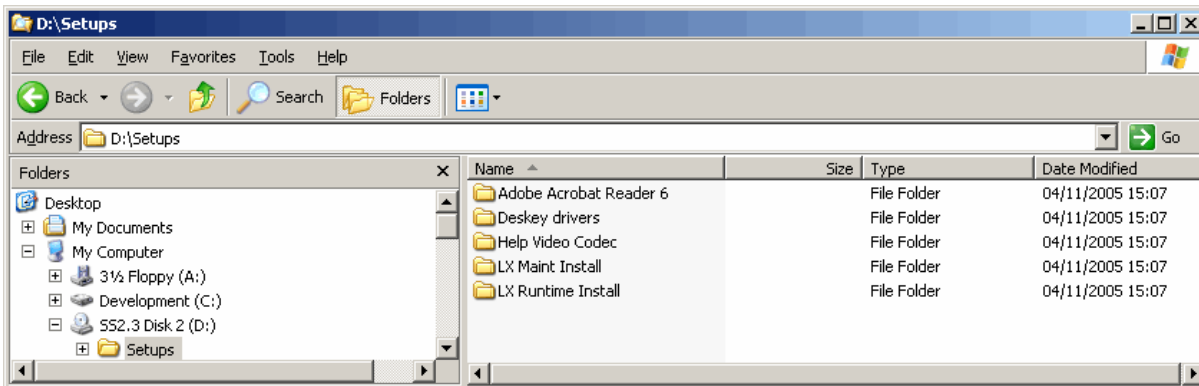 D:\Setups
File Edit View Favorites Tools Help
Back Search Folders
Address D:\Setups Go
Folders
Desktop
My Documents
My Computer
3½ Floppy (A:)
Development (C:)
SS2.3 Disk 2 (D:)
Setups
Name Size Type Date Modified
Adobe Acrobat Reader 6 File Folder 04/11/2005 15:07
Deskey drivers File Folder 04/11/2005 15:07
Help Video Codec File Folder 04/11/2005 15:07
LX Maint Install File Folder 04/11/2005 15:07
LX Runtime Install File Folder 04/11/2005 15:07